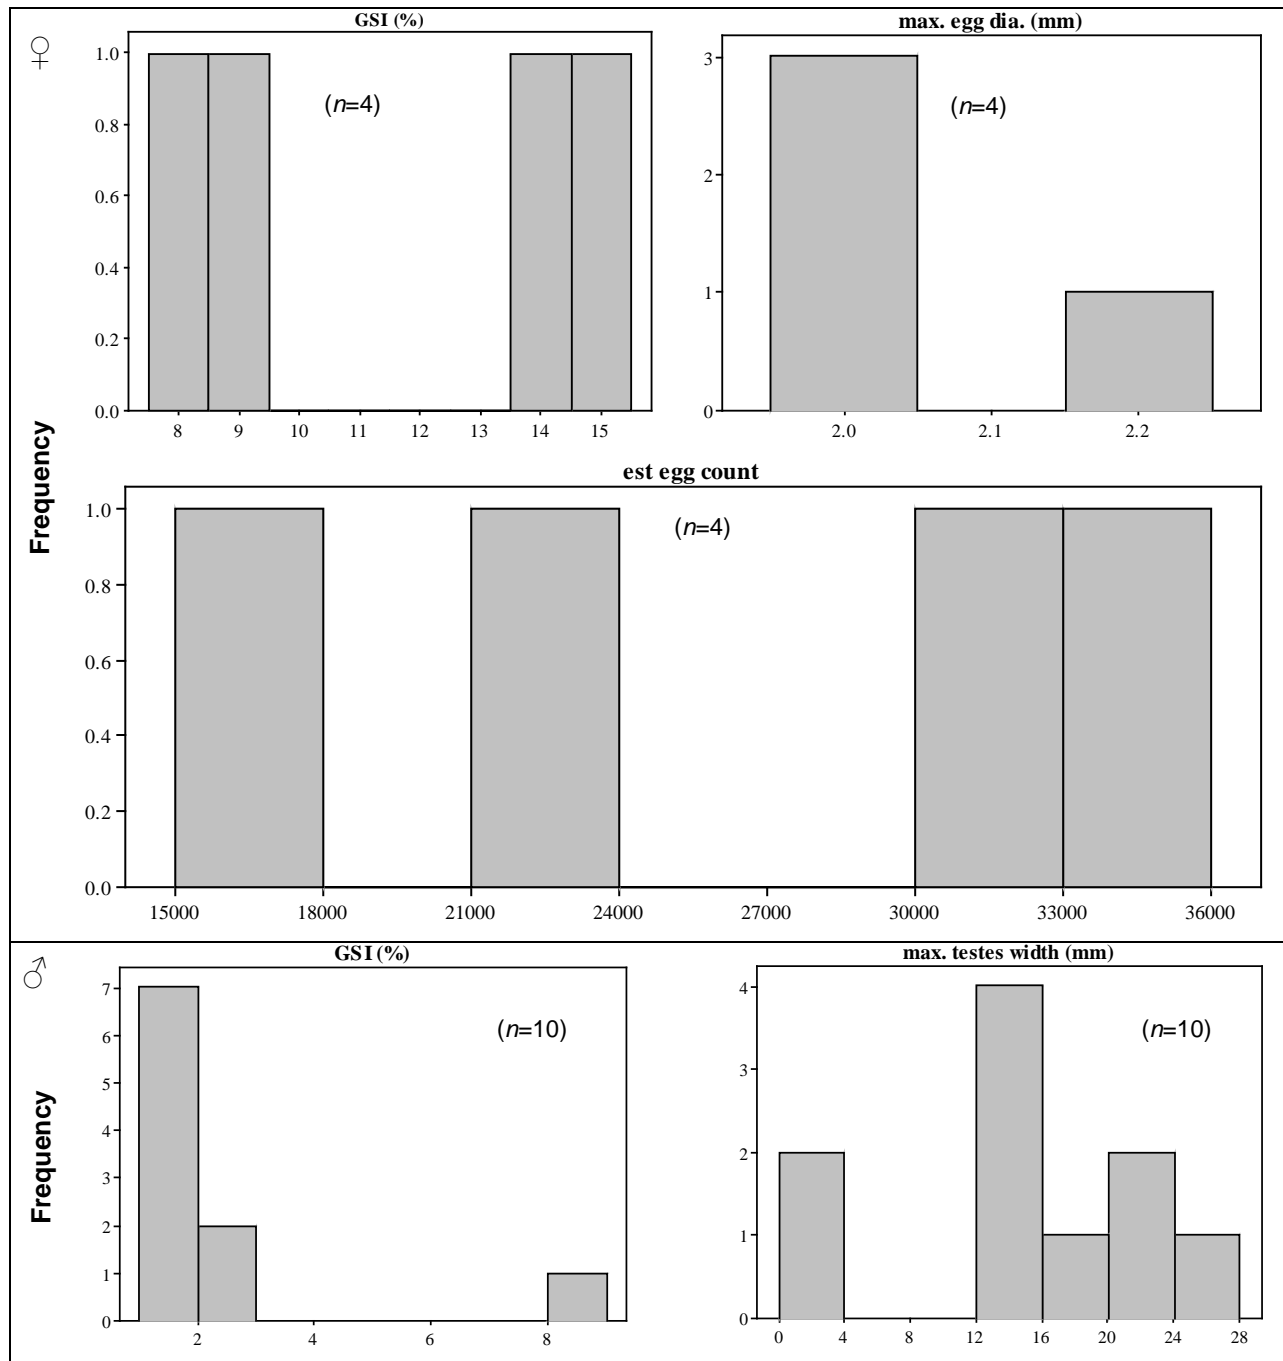 ♀
GSI (%)
1.0
0.8
0.6
0.4
0.2
0.0
(n=4)
8 9 10 11 12 13 14 15
max. egg dia. (mm)
3
2
1
0
(n=4)
2.0 2.1 2.2
Frequency
est egg count
1.0
0.8
0.6
0.4
0.2
0.0
(n=4)
15000 18000 21000 24000 27000 30000 33000 36000
♂
GSI (%)
7
6
5
4
3
2
1
0
(n=10)
2 4 6 8
max. testes width (mm)
4
3
2
1
0
(n=10)
0 4 8 12 16 20 24 28
Frequency